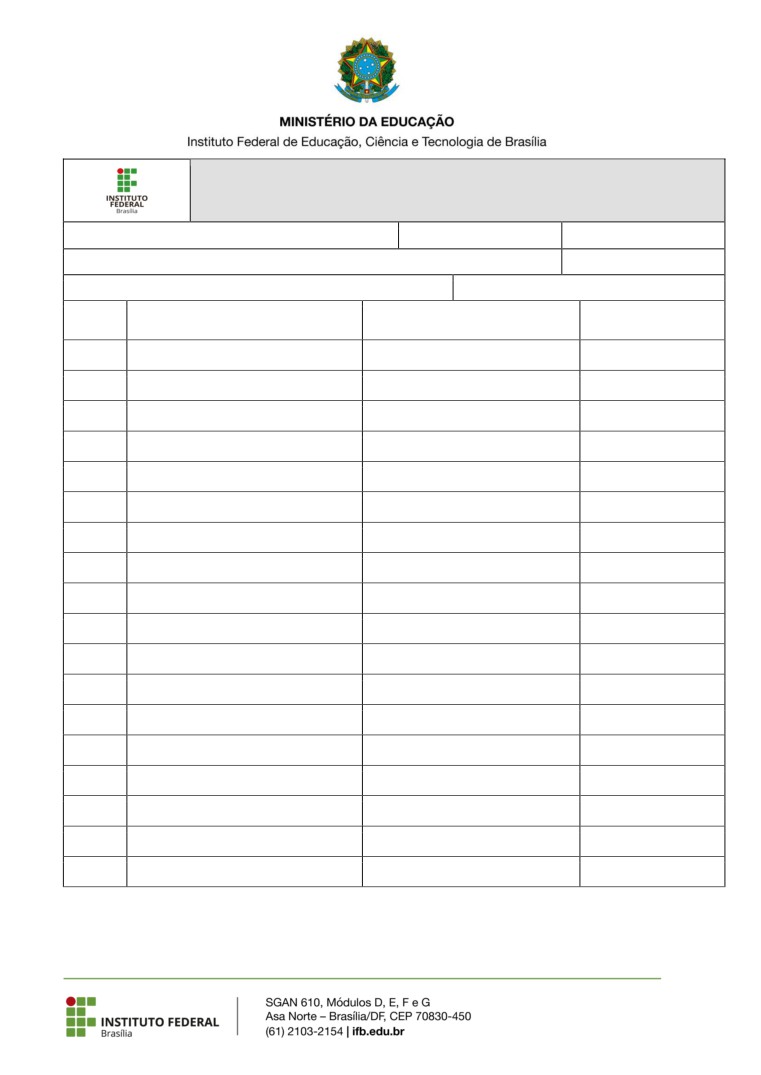 MINISTÉRIO DA EDUCAÇÃO
Instituto Federal de Educação, Ciência e Tecnologia de Brasília
INSTITUTO
FEDERAL
Brasília
SGAN 610, Módulos D, E, F e G
INSTITUTO FEDERAL
Brasília
Asa Norte – Brasília/DF, CEP 70830-450
(61) 2103-2154 | ifb.edu.br